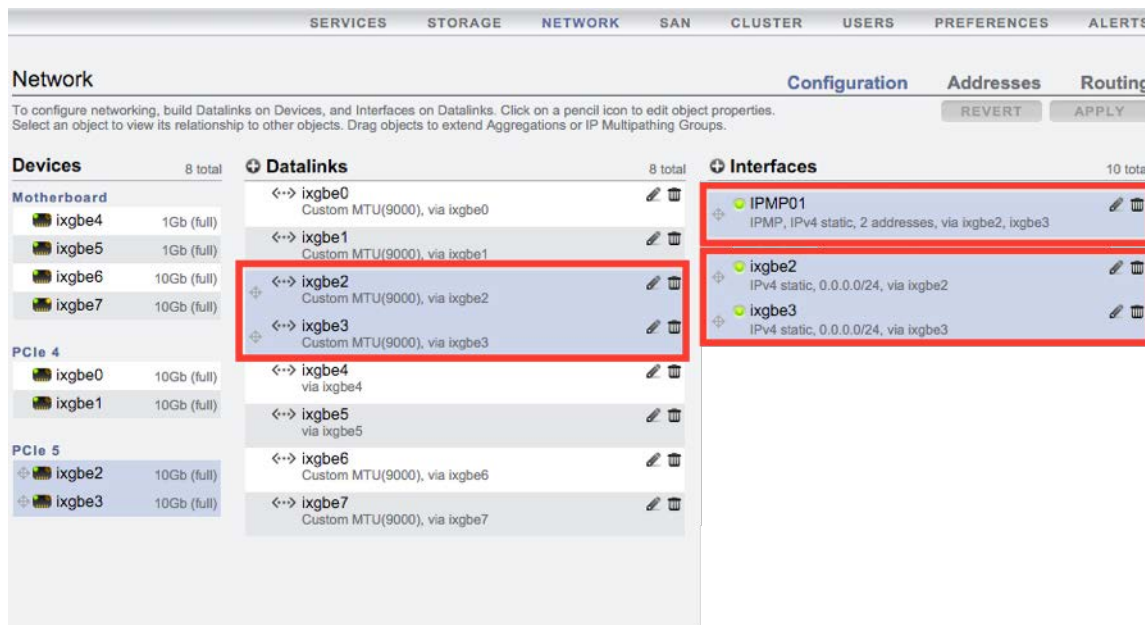 SERVICES STORAGE NETWORK SAN CLUSTER USERS PREFERENCES ALERTS
Network
Configuration Addresses Routing
To configure networking, build Datalinks on Devices, and Interfaces on Datalinks. Click on a pencil icon to edit object properties.
Select an object to view its relationship to other objects. Drag objects to extend Aggregations or IP Multipathing Groups.
REVERT APPLY
Devices 8 total
Motherboard
ixgbe4 1Gb (full)
ixgbe5 1Gb (full)
ixgbe6 10Gb (full)
ixgbe7 10Gb (full)
PCIe 4
ixgbe0 10Gb (full)
ixgbe1 10Gb (full)
PCIe 5
ixgbe2 10Gb (full)
ixgbe3 10Gb (full)
Datalinks 8 total
ixgbe0
Custom MTU(9000), via ixgbe0
ixgbe1
Custom MTU(9000), via ixgbe1
ixgbe2
Custom MTU(9000), via ixgbe2
ixgbe3
Custom MTU(9000), via ixgbe3
ixgbe4
via ixgbe4
ixgbe5
via ixgbe5
ixgbe6
Custom MTU(9000), via ixgbe6
ixgbe7
Custom MTU(9000), via ixgbe7
Interfaces 10 tota
IPMP01
IPMP, IPv4 static, 2 addresses, via ixgbe2, ixgbe3
ixgbe2
IPv4 static, 0.0.0.0/24, via ixgbe2
ixgbe3
IPv4 static, 0.0.0.0/24, via ixgbe3